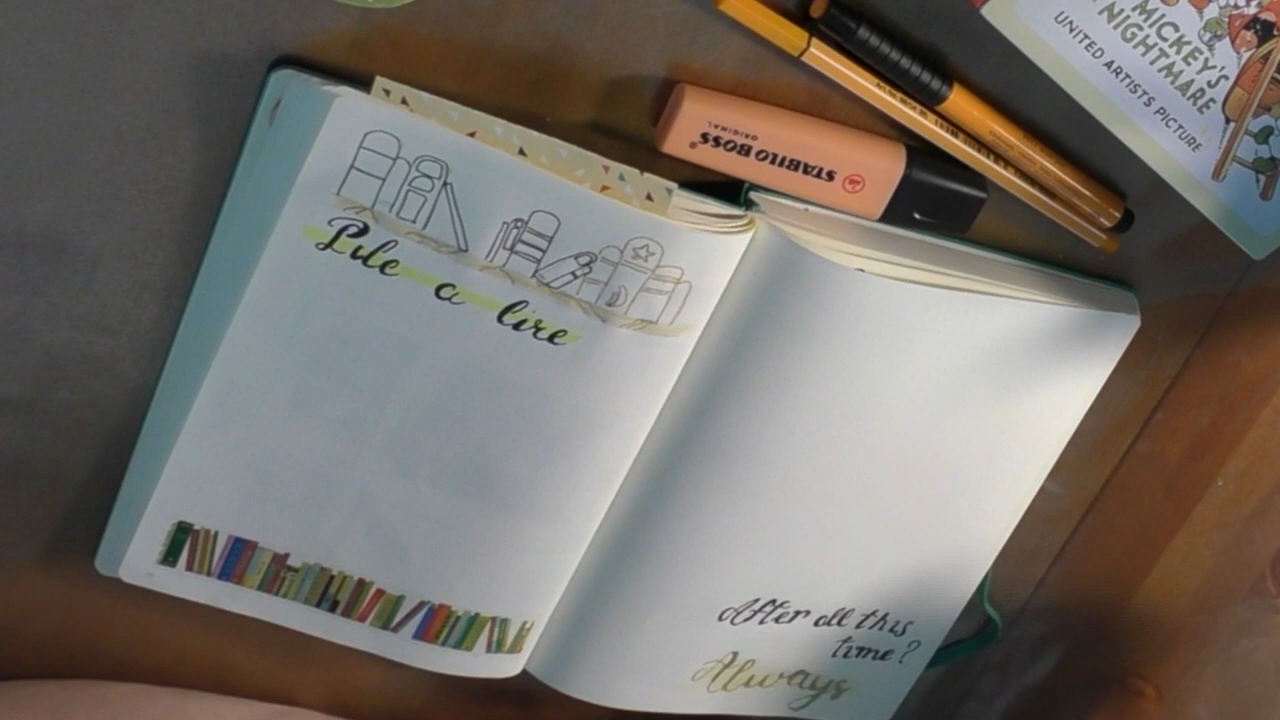 Pile a lire
After all this
time?
Always
STABILO BOSS
ORIGINAL
MICKEY'S
NIGHTMARE
UNITED ARTISTS PICTURE